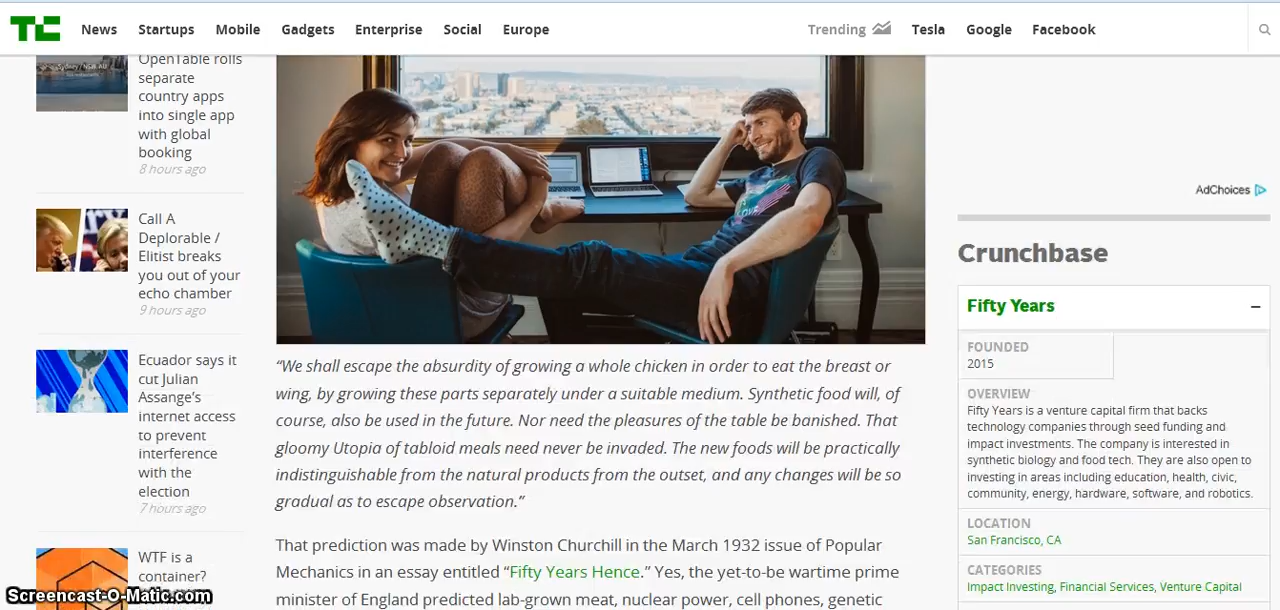 TC News Startups Mobile Gadgets Enterprise Social Europe Trending Tesla Google Facebook
OpenTable rolls
separate
country apps
into single app
with global
booking
8 hours ago
Call A
Deplorable /
Elitist breaks
you out of your
echo chamber
9 hours ago
Ecuador says it
cut Julian
Assange's
internet access
to prevent
interference
with the
election
7 hours ago
WTF is a
container?
“We shall escape the absurdity of growing a whole chicken in order to eat the breast or
wing, by growing these parts separately under a suitable medium. Synthetic food will, of
course, also be used in the future. Nor need the pleasures of the table be banished. That
gloomy Utopia of tabloid meals need never be invaded. The new foods will be practically
indistinguishable from the natural products from the outset, and any changes will be so
gradual as to escape observation.”
That prediction was made by Winston Churchill in the March 1932 issue of Popular
Mechanics in an essay entitled “Fifty Years Hence.” Yes, the yet-to-be wartime prime
minister of England predicted lab-grown meat, nuclear power, cell phones, genetic
AdChoices
Crunchbase
Fifty Years –
FOUNDED
2015
OVERVIEW
Fifty Years is a venture capital firm that backs
technology companies through seed funding and
impact investments. The company is interested in
synthetic biology and food tech. They are also open to
investing in areas including education, health, civic,
community, energy, hardware, software, and robotics.
LOCATION
San Francisco, CA
CATEGORIES
Impact Investing, Financial Services, Venture Capital
Screencast-O-Matic.com